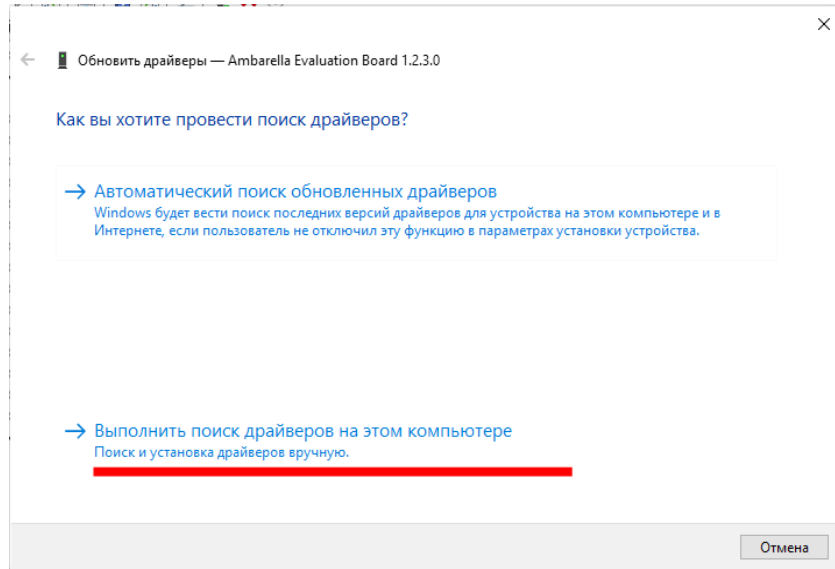 Обновить драйверы — Ambarella Evaluation Board 1.2.3.0
Как вы хотите провести поиск драйверов?
Автоматический поиск обновленных драйверов
Windows будет вести поиск последних версий драйверов для устройства на этом компьютере и в
Интернете, если пользователь не отключил эту функцию в параметрах установки устройства.
Выполнить поиск драйверов на этом компьютере
Поиск и установка драйверов вручную.
Отмена